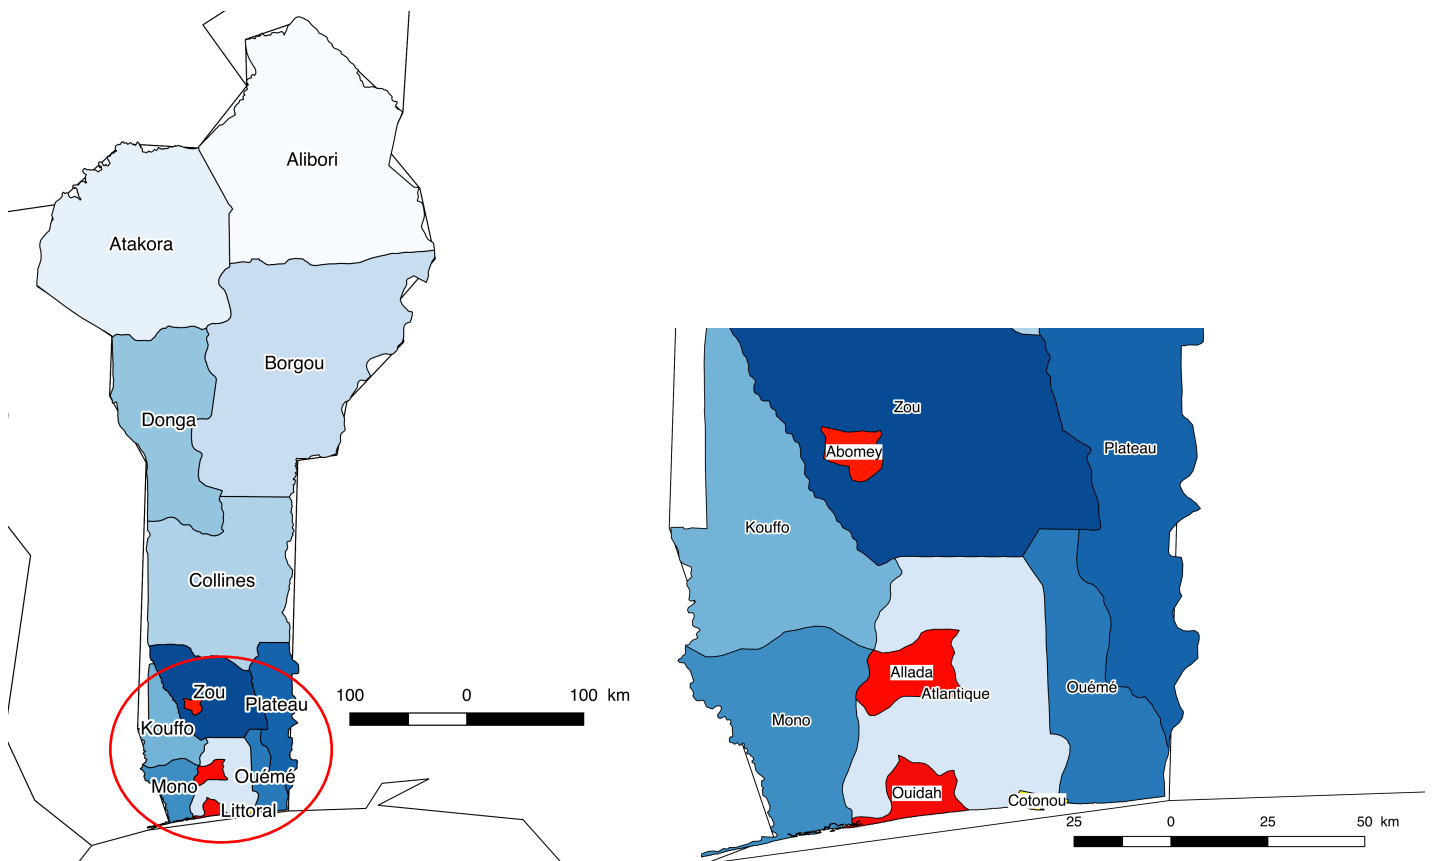 Alibori
Atakora
Borgou
Donga
Collines
Zou
Plateau
Kouffo
Mono
Ouémé
Littoral
100 0 100 km
Zou
Abomey
Plateau
Kouffo
Allada
Atlantique
Ouémé
Mono
Ouidah
Cotonou
25 0 25 50 km